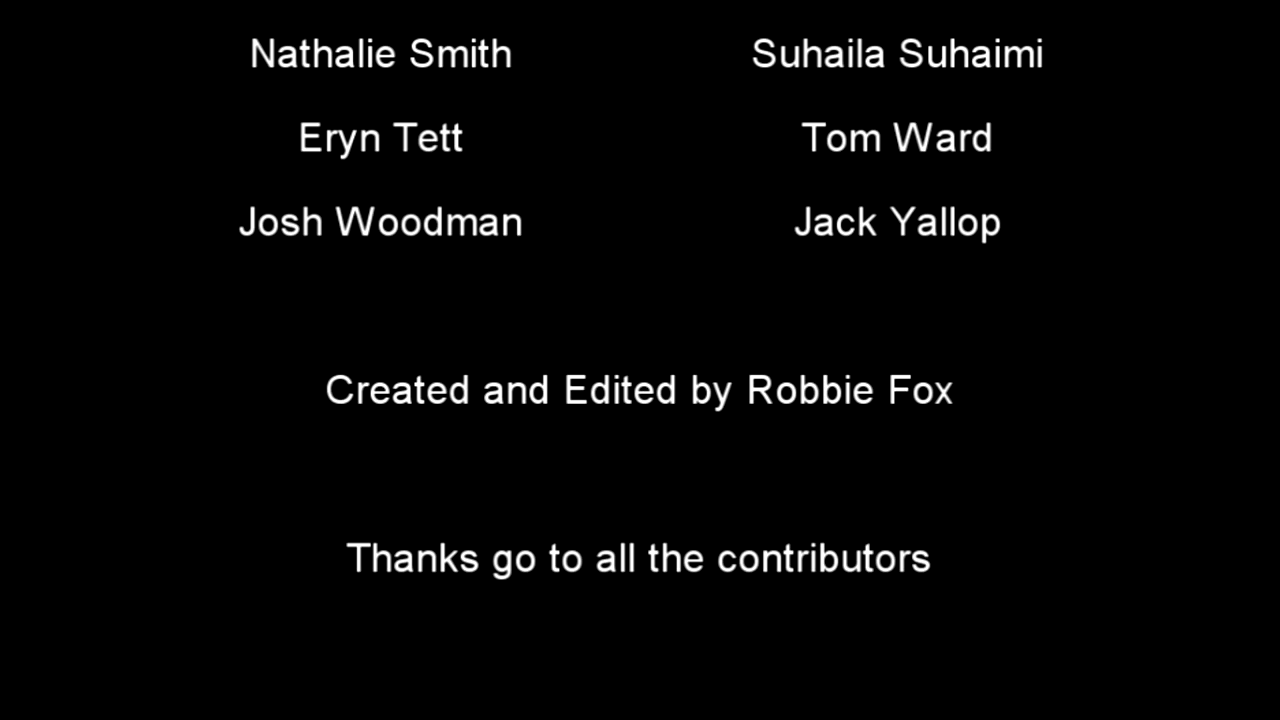 Nathalie Smith Suhaila Suhaimi
Eryn Tett Tom Ward
Josh Woodman Jack Yallop
Created and Edited by Robbie Fox
Thanks go to all the contributors